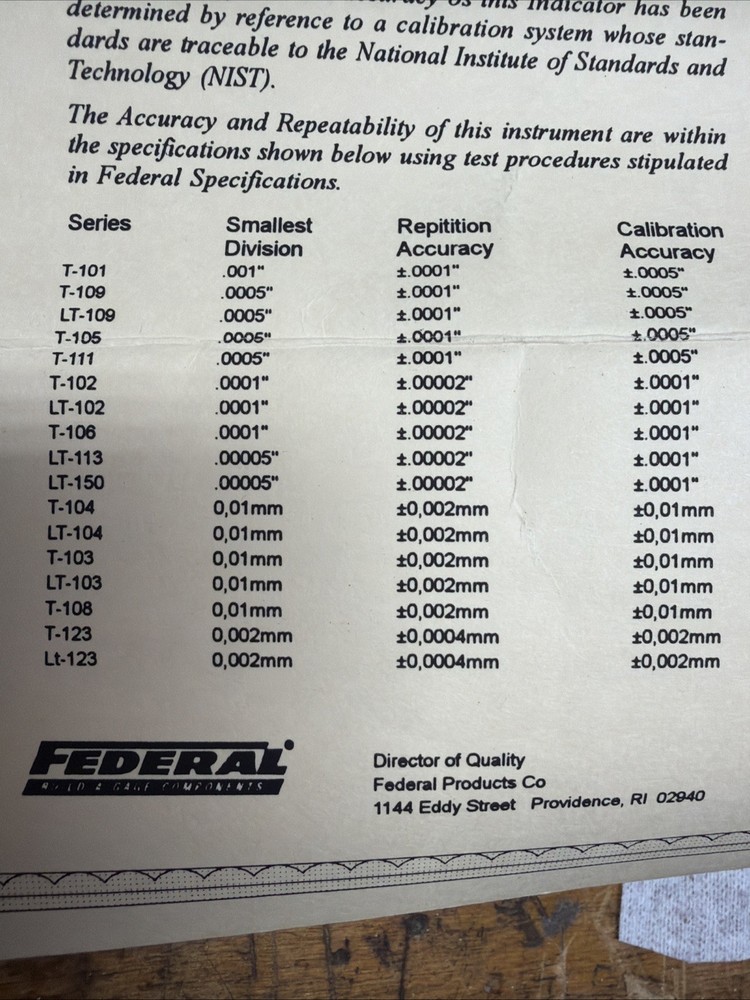 of this Indicator has been
determined by reference to a calibration system whose stan-
dards are traceable to the National Institute of Standards and
Technology (NIST).
The Accuracy and Repeatability of this instrument are within
the specifications shown below using test procedures stipulated
in Federal Specifications.
Series Smallest Division Repitition Accuracy Calibration Accuracy
T-101 .001" ±.0001" ±.0005"
T-109 .0005" ±.0001" ±.0005"
LT-109 .0005" ±.0001" ±.0005"
T-105 .0005" ±.0001" ±.0005"
T-111 .0005" ±.0001" ±.0005"
T-102 .0001" ±.00002" ±.0001"
LT-102 .0001" ±.00002" ±.0001"
T-106 .0001" ±.00002" ±.0001"
LT-113 .00005" ±.00002" ±.0001"
LT-150 .00005" ±.00002" ±.0001"
T-104 0,01mm ±0,002mm ±0,01mm
LT-104 0,01mm ±0,002mm ±0,01mm
T-103 0,01mm ±0,002mm ±0,01mm
LT-103 0,01mm ±0,002mm ±0,01mm
T-108 0,01mm ±0,002mm ±0,01mm
T-123 0,002mm ±0,0004mm ±0,002mm
Lt-123 0,002mm ±0,0004mm ±0,002mm
FEDERAL
& GAGE COMPONENTS
Director of Quality
Federal Products Co
1144 Eddy Street Providence, RI 02940